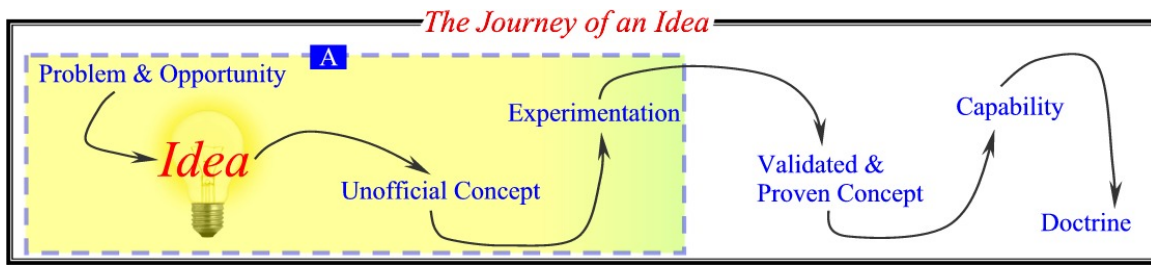 The Journey of an Idea
A
Problem & Opportunity
Idea
Unofficial Concept
Experimentation
Validated &
Proven Concept
Capability
Doctrine